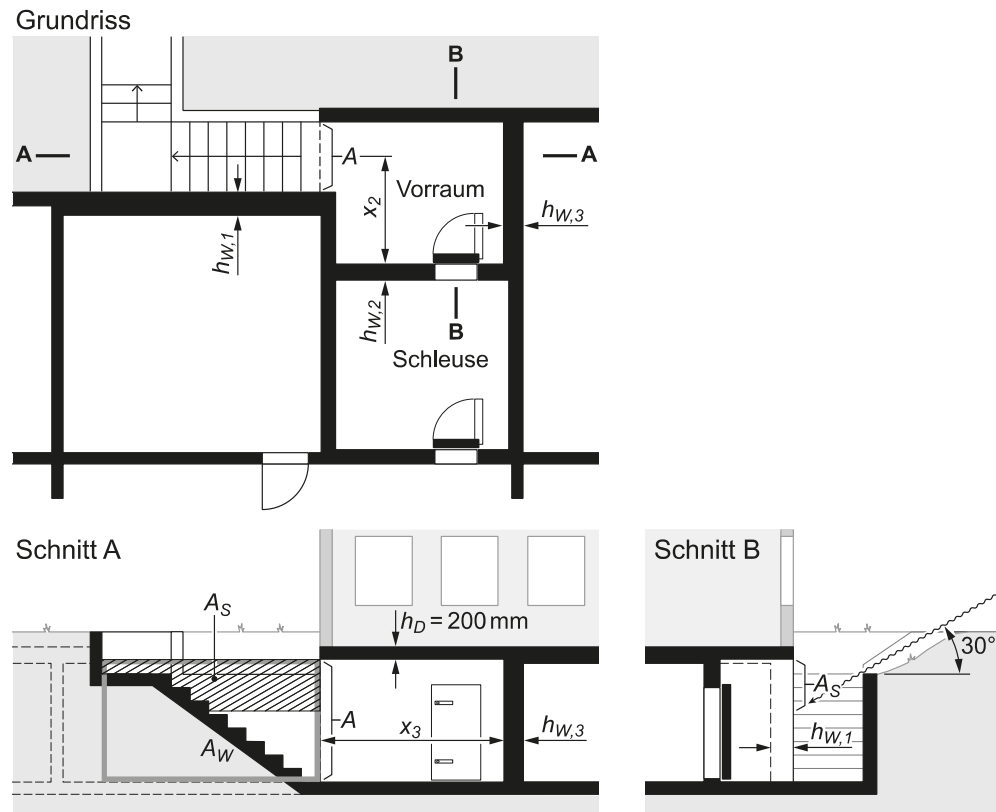 Grundriss
B
A
A
A
Vorraum
x2
hW,3
hW,1
hW,2
B
Schleuse
Schnitt A
Schnitt B
AS
hD = 200 mm
30°
A
AS
x3
hW,3
hW,1
AW